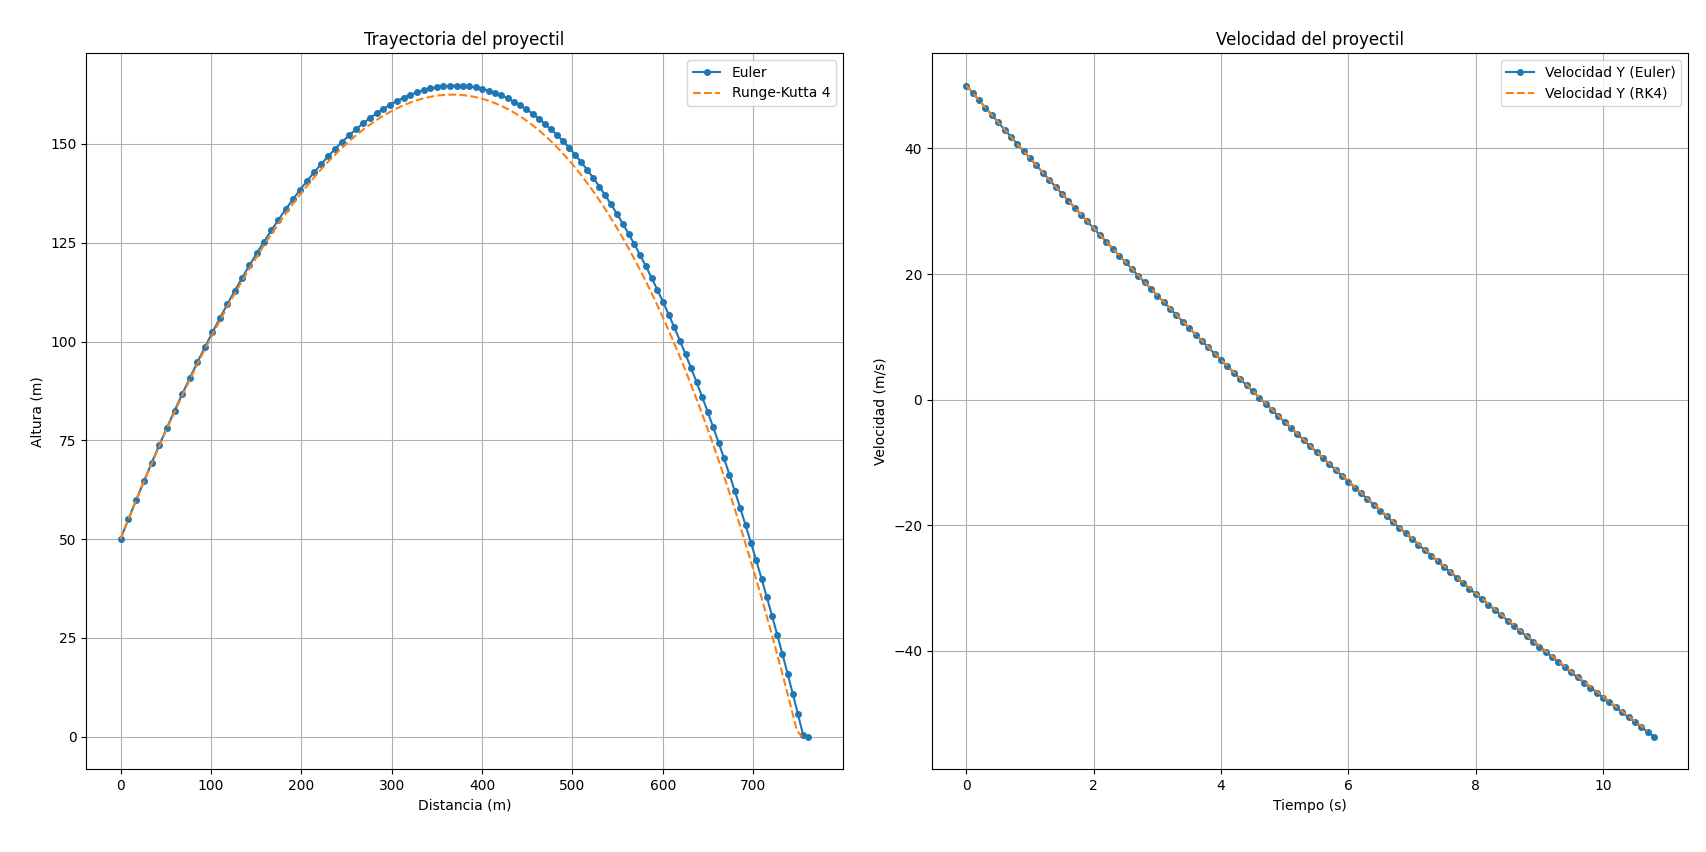 Trayectoria del proyectil
Euler
Runge-Kutta 4
Altura (m)
150
125
100
75
50
25
0
0 100 200 300 400 500 600 700
Distancia (m)
Velocidad del proyectil
Velocidad Y (Euler)
Velocidad Y (RK4)
Velocidad (m/s)
40
20
0
−20
−40
0 2 4 6 8 10
Tiempo (s)